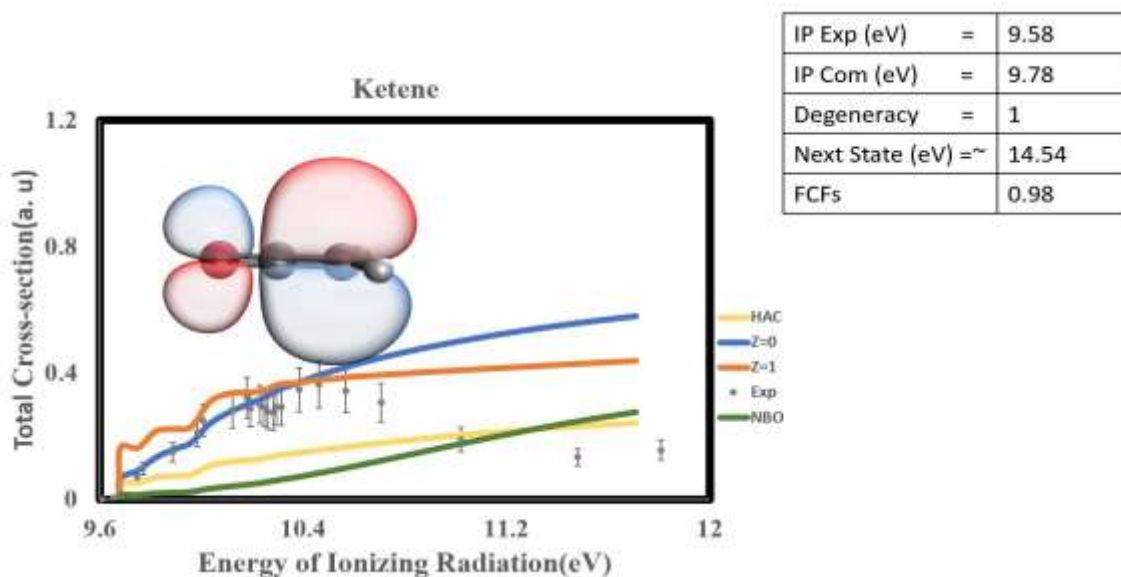 IP Exp (eV) = 9.58
IP Com (eV) = 9.78
Degeneracy = 1
Next State (eV) =~ 14.54
FCFs 0.98
Ketene
Total Cross-section(a. u)
1.2
0.8
0.4
0
9.6 10.4 11.2 12
Energy of Ionizing Radiation(eV)
HAC
Z=0
Z=1
Exp
NBO